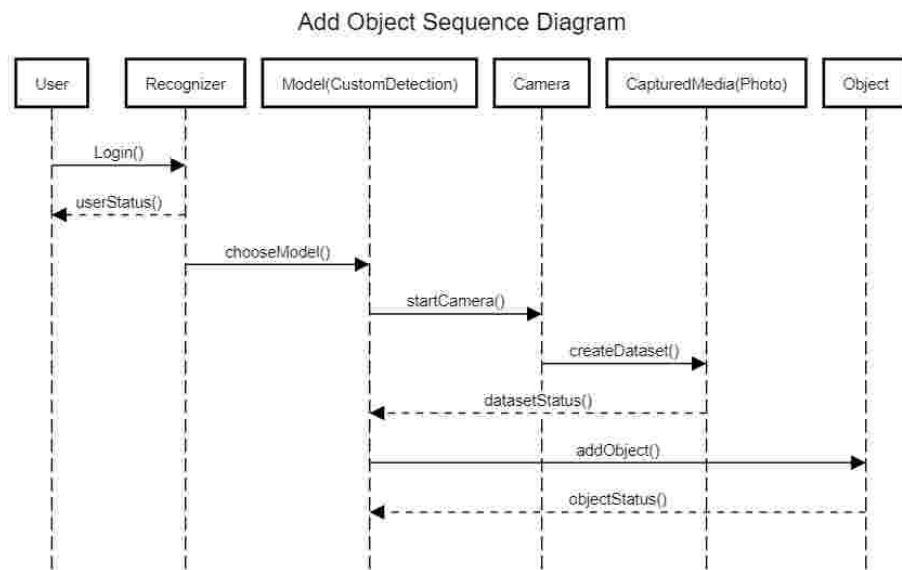 Add Object Sequence Diagram
User
Recognizer
Model(CustomDetection)
Camera
CapturedMedia(Photo)
Object
Login()
userStatus()
chooseModel()
startCamera()
createDataset()
datasetStatus()
addObject()
objectStatus()